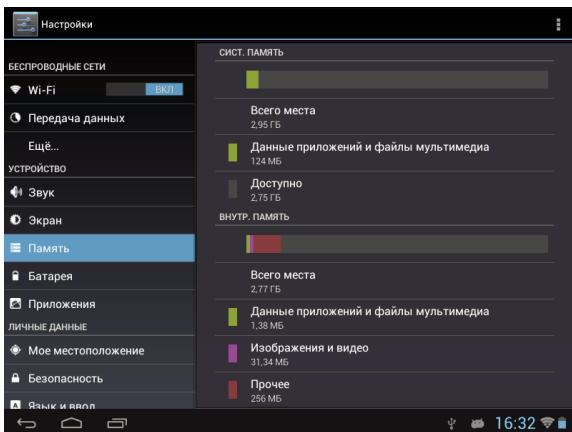 Настройки
БЕСПРОВОДНЫЕ СЕТИ
Wi-Fi
ВКЛ
Передача данных
Ещё...
УСТРОЙСТВО
Звук
Экран
Память
Батарея
Приложения
ЛИЧНЫЕ ДАННЫЕ
Мое местоположение
Безопасность
Язык и ввод
СИСТ. ПАМЯТЬ
Всего места
2,95 ГБ
Данные приложений и файлы мультимедиа
124 МБ
Доступно
2,75 ГБ
ВНУТР. ПАМЯТЬ
Всего места
2,77 ГБ
Данные приложений и файлы мультимедиа
1,38 МБ
Изображения и видео
31,34 МБ
Прочее
256 МБ
16:32